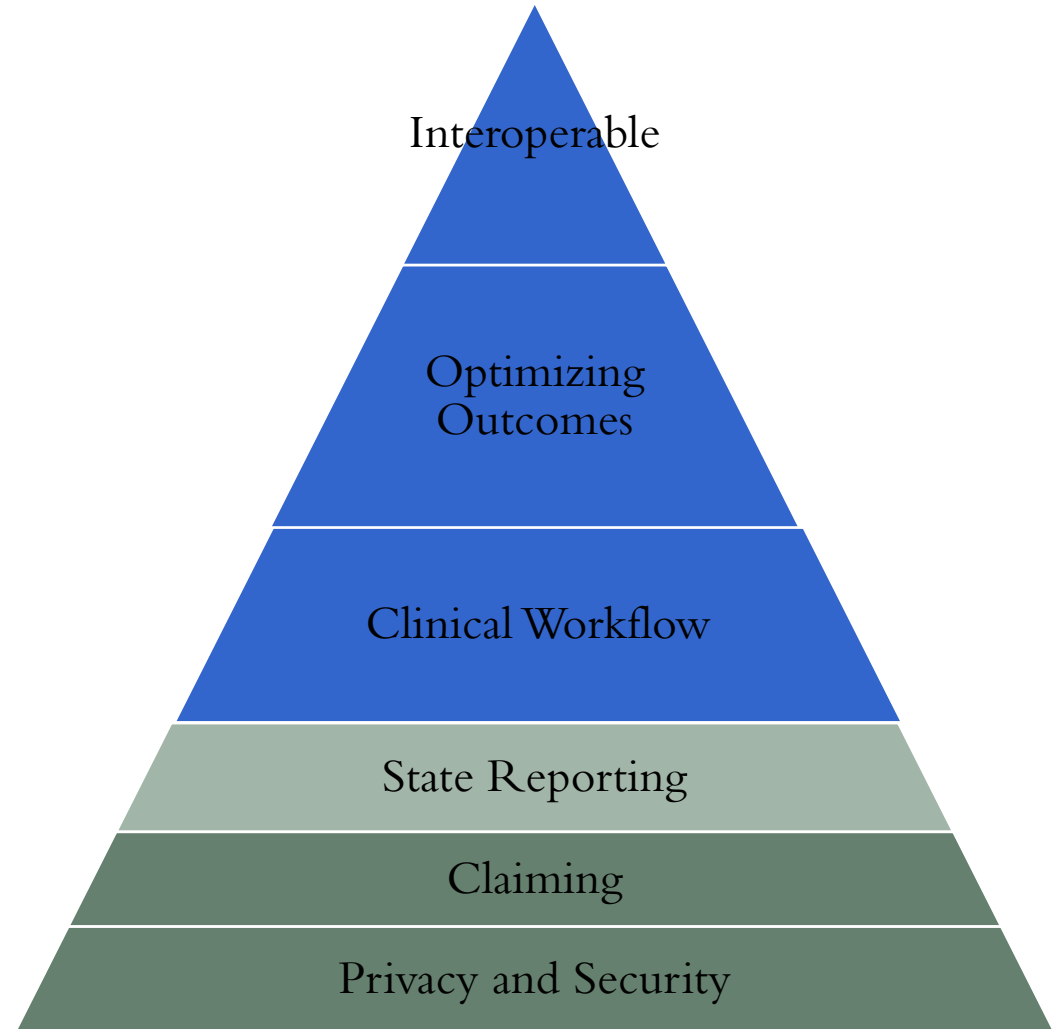 Interoperable
Optimizing
Outcomes
Clinical Workflow
State Reporting
Claiming
Privacy and Security